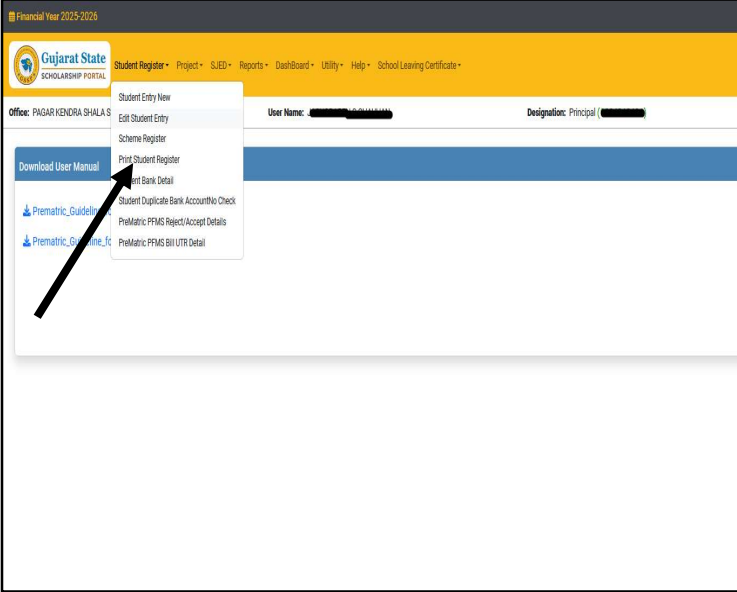 Financial Year 2025-2026
Gujarat State
SCHOLARSHIP PORTAL
Student Register Project SJED Reports DashBoard Utility Help School Leaving Certificate
Student Entry New
Edit Student Entry
Scheme Register
Print Student Register
Bank Detail
Student Duplicate Bank AccountNo Check
PreMatric PFMS Reject/Accept Details
PreMatric PFMS Bill UTR Detail
Office: PAGAR KENDRA SHALA S User Name: Designation: Principal (
Download User Manual